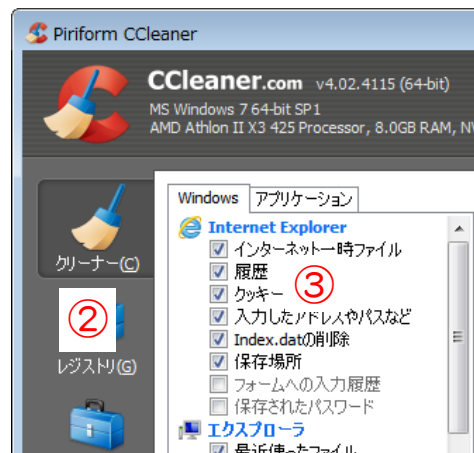 Piriform CCleaner
CCleaner.com v4.02.4115 (64-bit)
MS Windows 7 64-bit SP1
AMD Athlon II X3 425 Processor, 8.0GB RAM, NV
Windows アプリケーション
Internet Explorer
インターネット一時ファイル
クリーナー(C)
履歴
③
クッキー
②
入力したアドレスやパスなど
Index.datの削除
レジストリ(G)
保存場所
フォームへの入力履歴
保存されたパスワード
エクスプローラ
最近使ったファイル